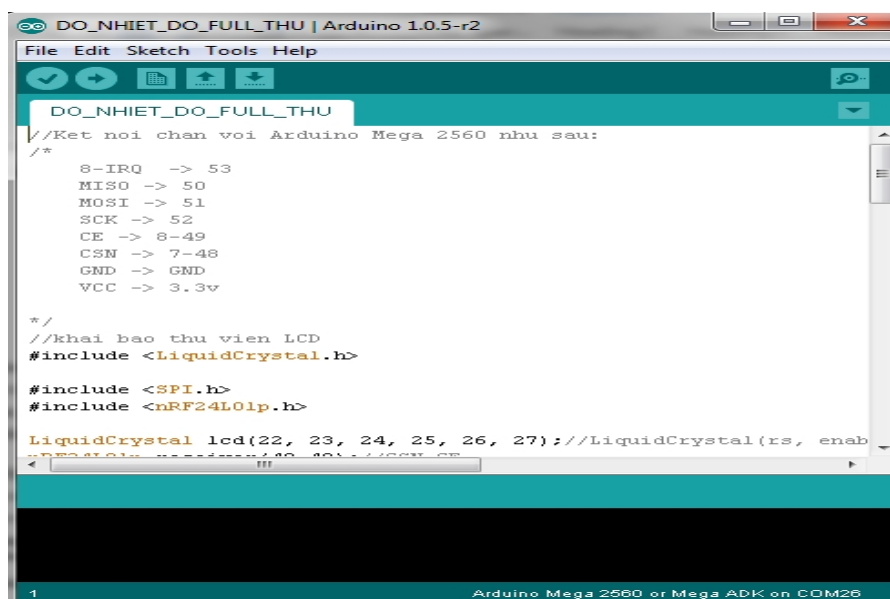 DO_NHIET_DO_FULL_THU | Arduino 1.0.5-r2
File Edit Sketch Tools Help
DO_NHIET_DO_FULL_THU
//Ket noi chan voi Arduino Mega 2560 nhu sau:
/*
8-IRQ -> 53
MISO -> 50
MOSI -> 51
SCK -> 52
CE -> 8-49
CSN -> 7-48
GND -> GND
VCC -> 3.3v
*/
//khai bao thu vien LCD
#include <LiquidCrystal.h>
#include <SPI.h>
#include <nRF24L01p.h>
LiquidCrystal lcd(22, 23, 24, 25, 26, 27);//LiquidCrystal(rs, enab
1
Arduino Mega 2560 or Mega ADK on COM26